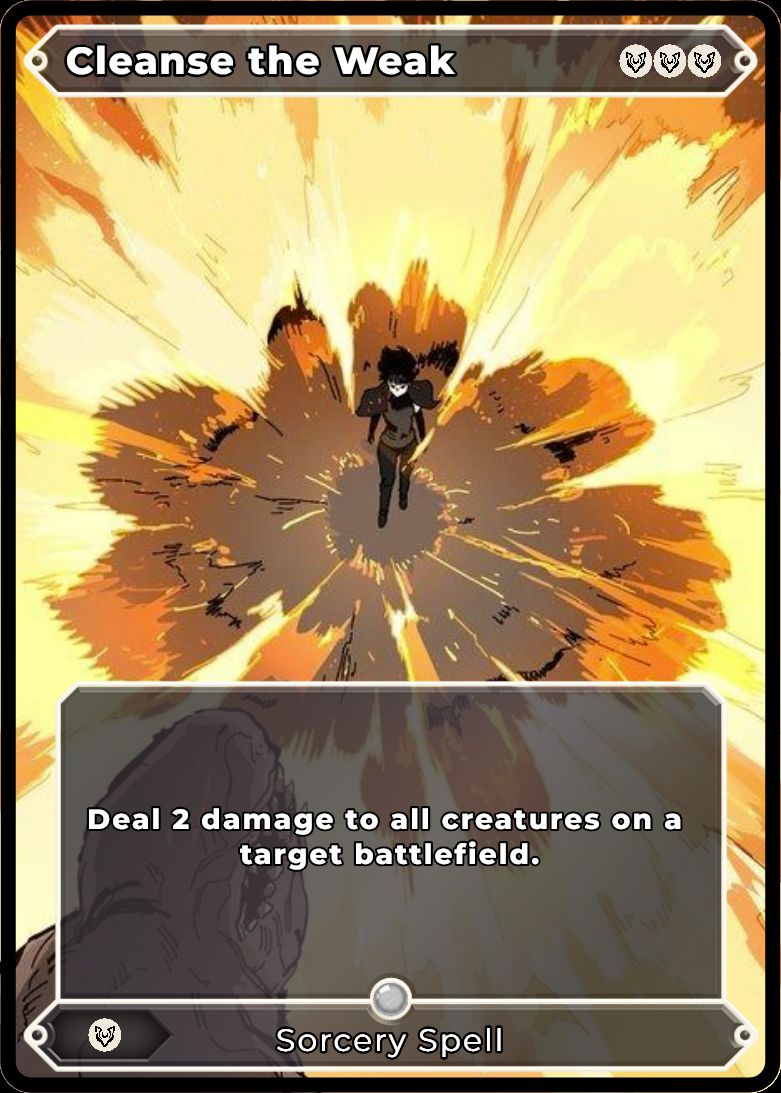 Cleanse the Weak
Deal 2 damage to all creatures on a
target battlefield.
Sorcery Spell